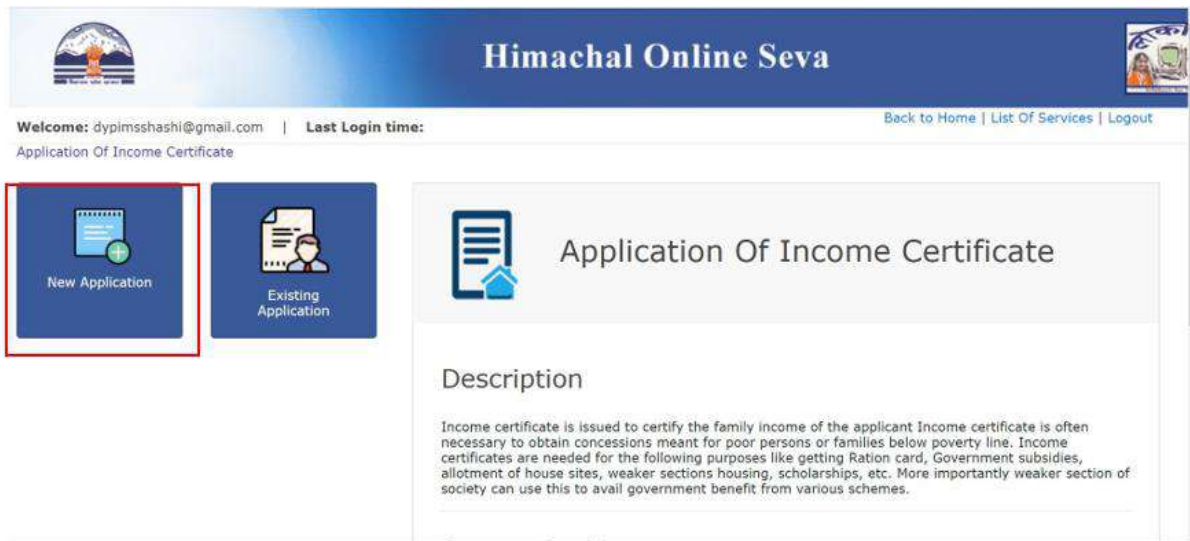 Himachal Online Seva
Welcome: dypimsshashi@gmail.com | Last Login time:
Back to Home | List Of Services | Logout
Application Of Income Certificate
New Application
Existing
Application
Application Of Income Certificate
Description
Income certificate is issued to certify the family income of the applicant Income certificate is often
necessary to obtain concessions meant for poor persons or families below poverty line. Income
certificates are needed for the following purposes like getting Ration card, Government subsidies,
allotment of house sites, weaker sections housing, scholarships, etc. More importantly weaker section of
society can use this to avail government benefit from various schemes.